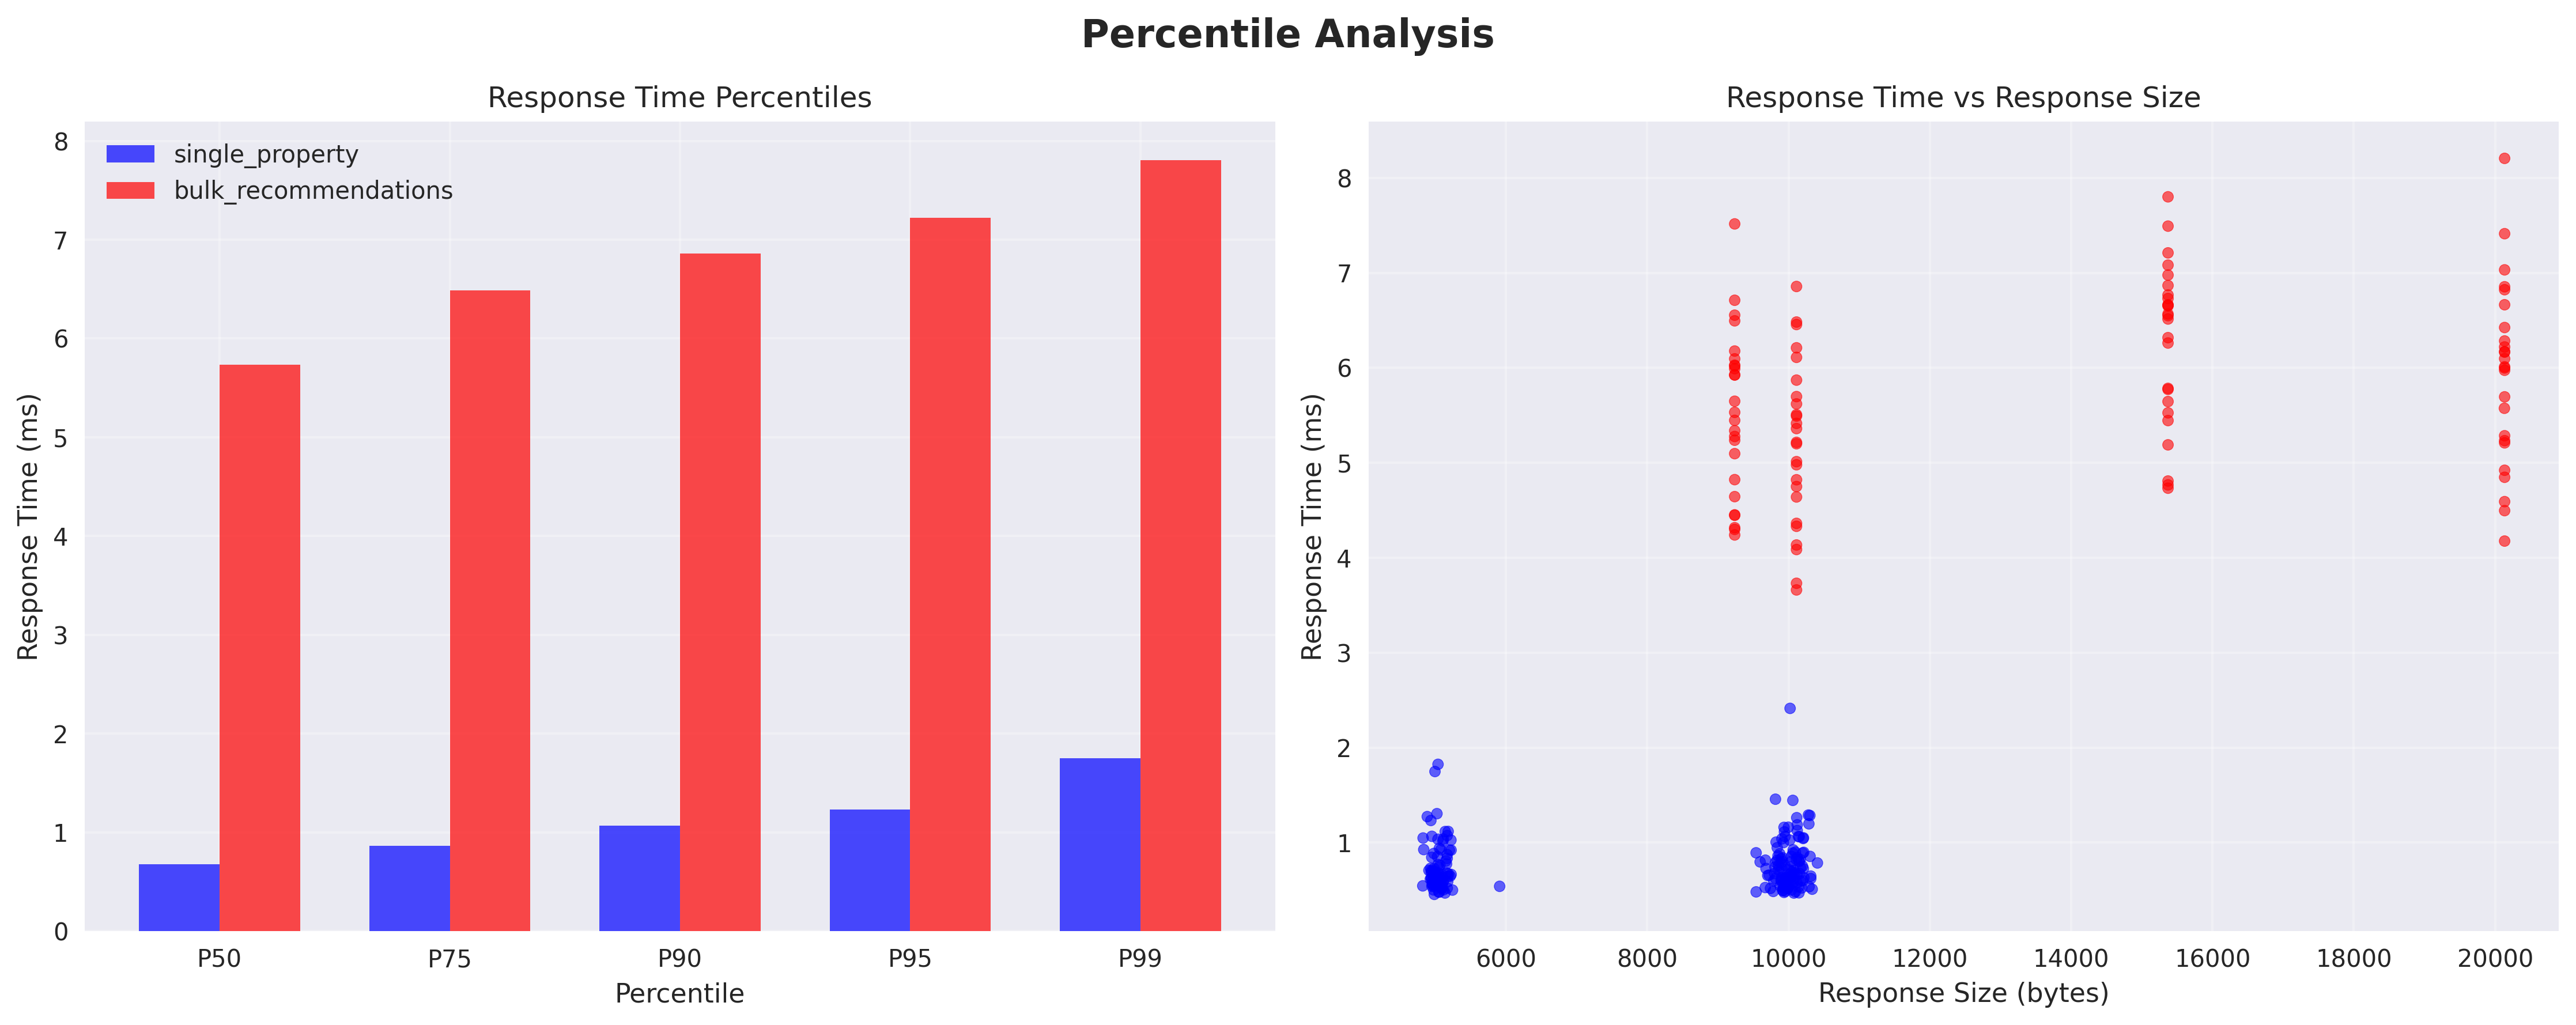 Percentile Analysis
Response Time Percentiles
single_property
bulk_recommendations
Response Time (ms)
8
7
6
5
4
3
2
1
0
P50 P75 P90 P95 P99
Percentile
Response Time vs Response Size
Response Time (ms)
8
7
6
5
4
3
2
1
6000 8000 10000 12000 14000 16000 18000 20000
Response Size (bytes)